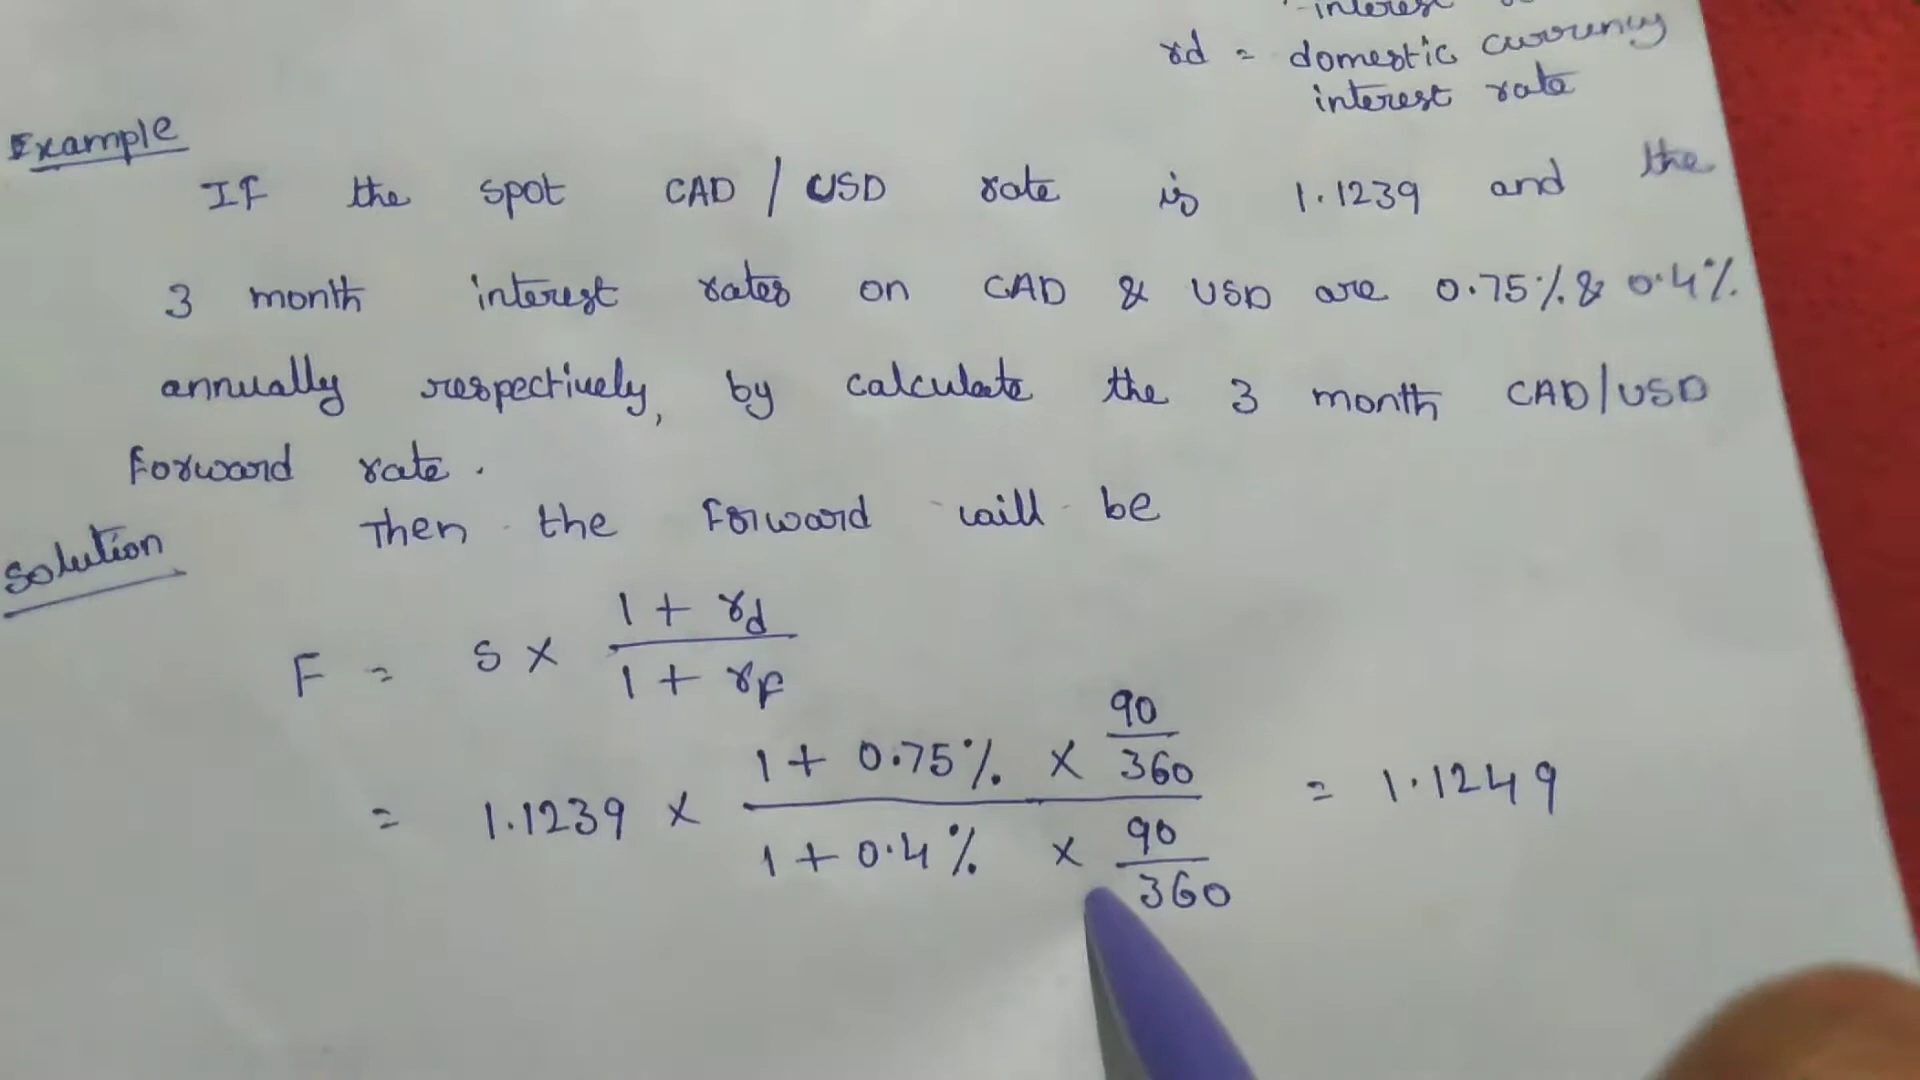 interest
rd = domestic currency
interest rate
Example
IF the spot CAD / USD rate is 1.1239 and the
3 month interest rates on CAD & USD are 0.75% & 0.4%
annually respectively, by calculate the 3 month CAD/USD
Forward rate.
Solution
Then the Forward will be
F = S × (1 + rd) / (1 + rF)
= 1.1239 × (1 + 0.75% × 90/360) / (1 + 0.4% × 90/360) = 1.1249